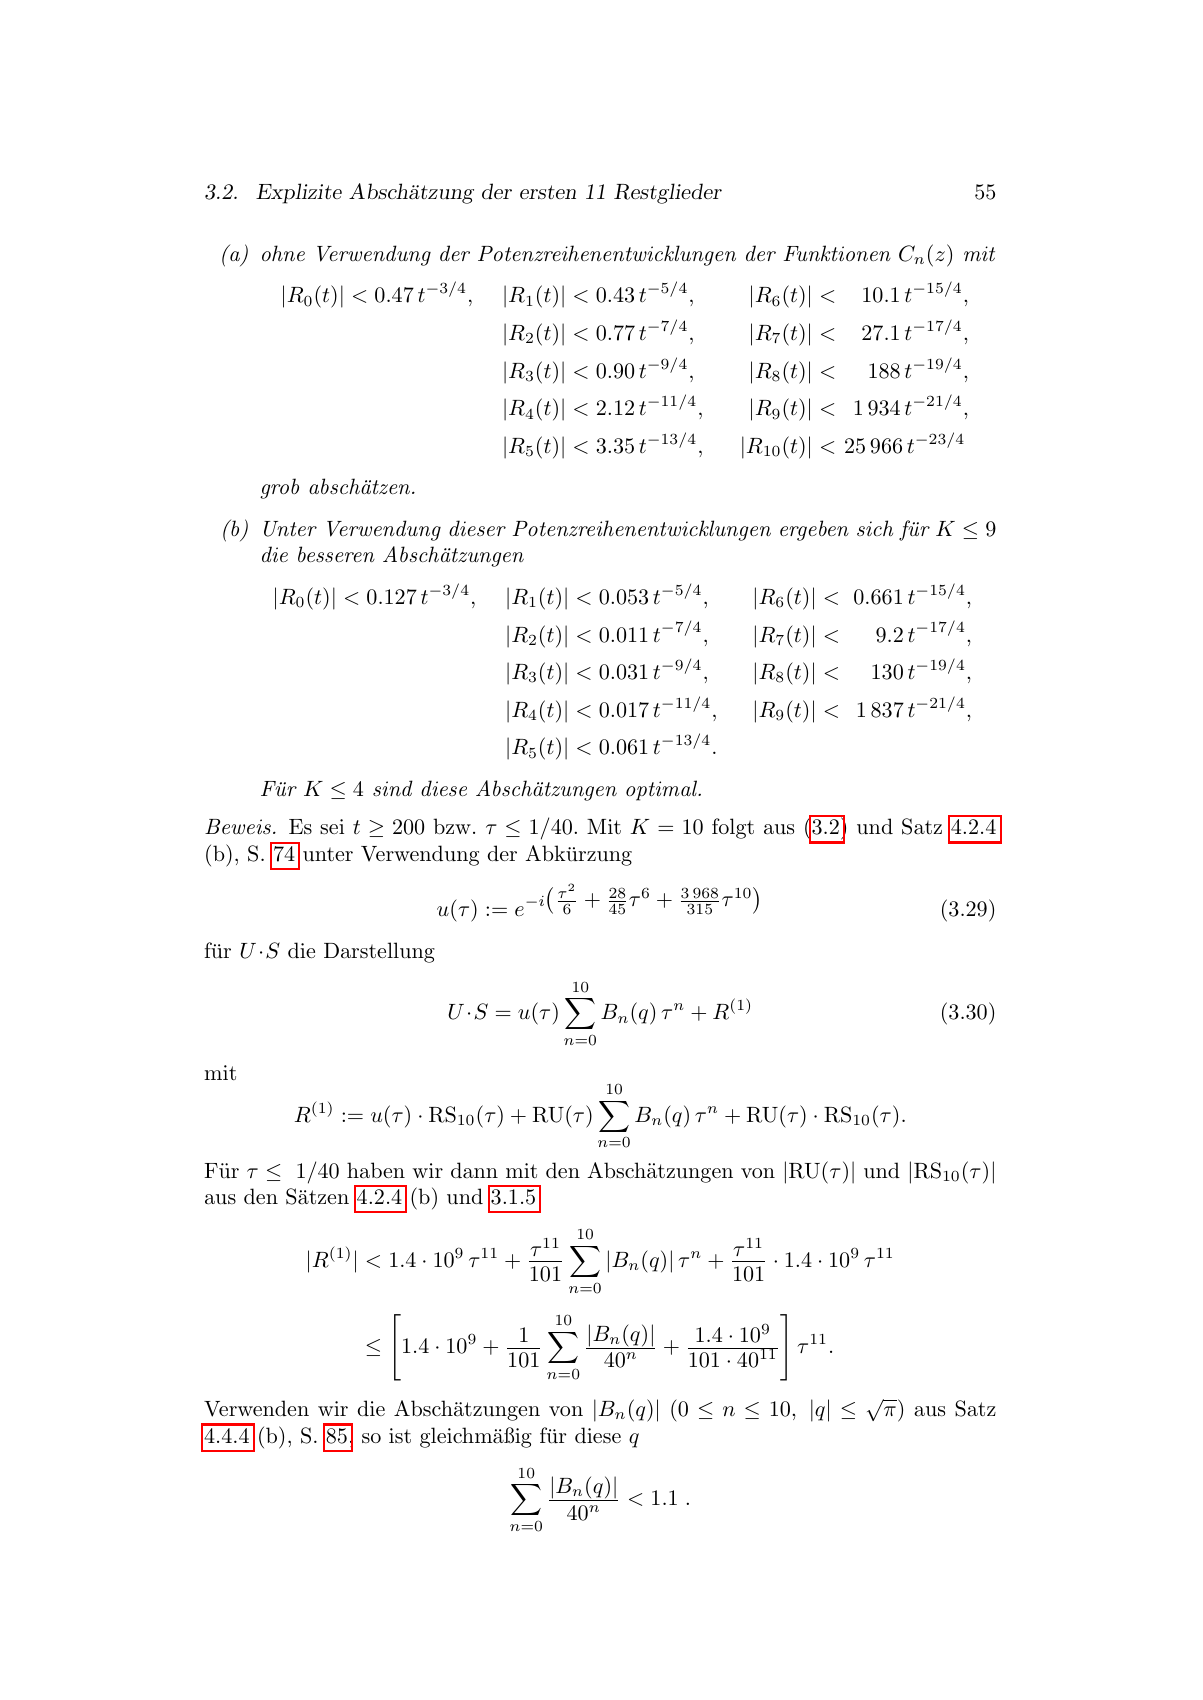 3.2. Explizite Abschätzung der ersten 11 Restglieder 55
(a) ohne Verwendung der Potenzreihenentwicklungen der Funktionen C_n(z) mit
|R_0(t)| < 0.47 t^{−3/4}, |R_1(t)| < 0.43 t^{−5/4}, |R_6(t)| < 10.1 t^{−15/4},
|R_2(t)| < 0.77 t^{−7/4}, |R_7(t)| < 27.1 t^{−17/4},
|R_3(t)| < 0.90 t^{−9/4}, |R_8(t)| < 188 t^{−19/4},
|R_4(t)| < 2.12 t^{−11/4}, |R_9(t)| < 1 934 t^{−21/4},
|R_5(t)| < 3.35 t^{−13/4}, |R_{10}(t)| < 25 966 t^{−23/4}
grob abschätzen.
(b) Unter Verwendung dieser Potenzreihenentwicklungen ergeben sich für K ≤ 9
die besseren Abschätzungen
|R_0(t)| < 0.127 t^{−3/4}, |R_1(t)| < 0.053 t^{−5/4}, |R_6(t)| < 0.661 t^{−15/4},
|R_2(t)| < 0.011 t^{−7/4}, |R_7(t)| < 9.2 t^{−17/4},
|R_3(t)| < 0.031 t^{−9/4}, |R_8(t)| < 130 t^{−19/4},
|R_4(t)| < 0.017 t^{−11/4}, |R_9(t)| < 1 837 t^{−21/4},
|R_5(t)| < 0.061 t^{−13/4}.
Für K ≤ 4 sind diese Abschätzungen optimal.
Beweis. Es sei t ≥ 200 bzw. τ ≤ 1/40. Mit K = 10 folgt aus (3.2) und Satz 4.2.4
(b), S. 74 unter Verwendung der Abkürzung
u(τ) := e^{−i(\frac{τ^2}{6} + \frac{28}{45}τ^6 + \frac{3 968}{315}τ^{10})} (3.29)
für U·S die Darstellung
U·S = u(τ) \sum_{n=0}^{10} B_n(q) τ^n + R^{(1)} (3.30)
mit
R^{(1)} := u(τ) · RS_{10}(τ) + RU(τ) \sum_{n=0}^{10} B_n(q) τ^n + RU(τ) · RS_{10}(τ).
Für τ ≤ 1/40 haben wir dann mit den Abschätzungen von |RU(τ)| und |RS_{10}(τ)|
aus den Sätzen 4.2.4 (b) und 3.1.5
|R^{(1)}| < 1.4 · 10^9 τ^{11} + \frac{τ^{11}}{101} \sum_{n=0}^{10} |B_n(q)| τ^n + \frac{τ^{11}}{101} · 1.4 · 10^9 τ^{11}
≤ [1.4 · 10^9 + \frac{1}{101} \sum_{n=0}^{10} \frac{|B_n(q)|}{40^n} + \frac{1.4 · 10^9}{101 · 40^{11}}] τ^{11}.
Verwenden wir die Abschätzungen von |B_n(q)| (0 ≤ n ≤ 10, |q| ≤ √π) aus Satz
4.4.4 (b), S. 85, so ist gleichmäßig für diese q
\sum_{n=0}^{10} \frac{|B_n(q)|}{40^n} < 1.1 .